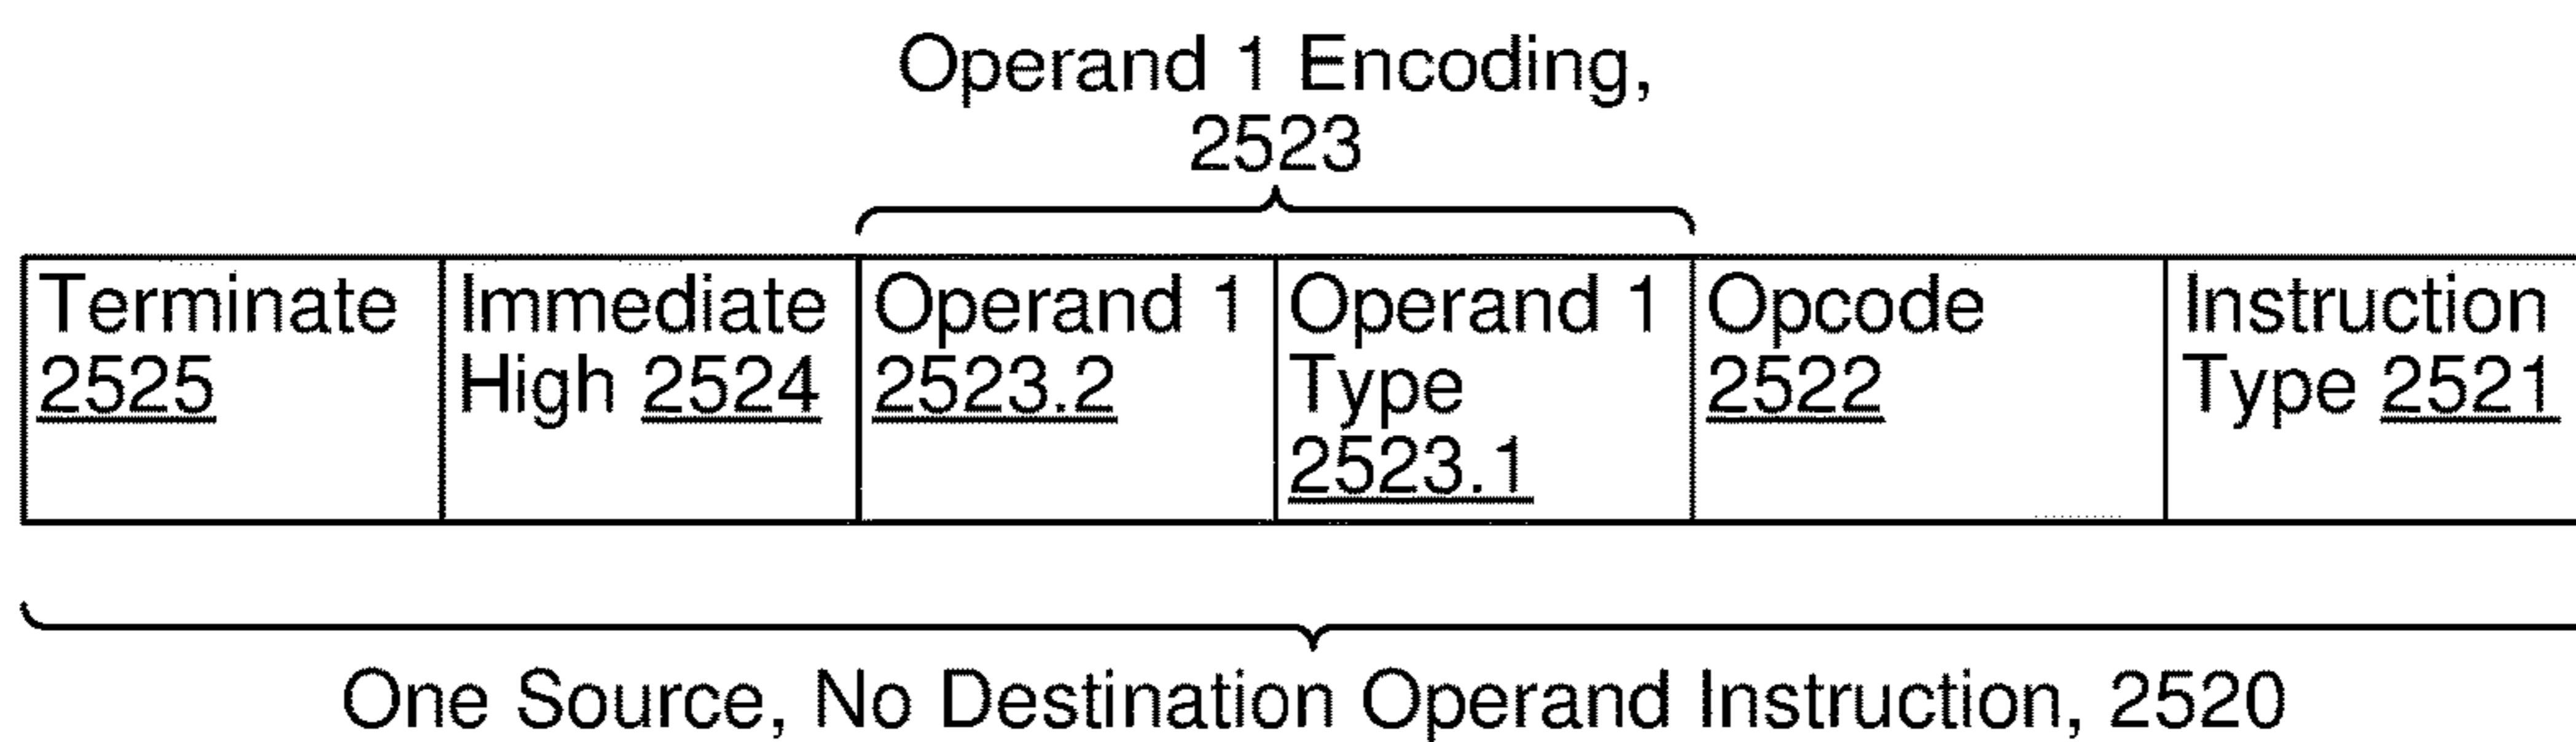 Operand 1 Encoding,
2523
Terminate
2525
Immediate
High 2524
Operand 1
2523.2
Operand 1
Type
2523.1
Opcode
2522
Instruction
Type 2521
One Source, No Destination Operand Instruction, 2520